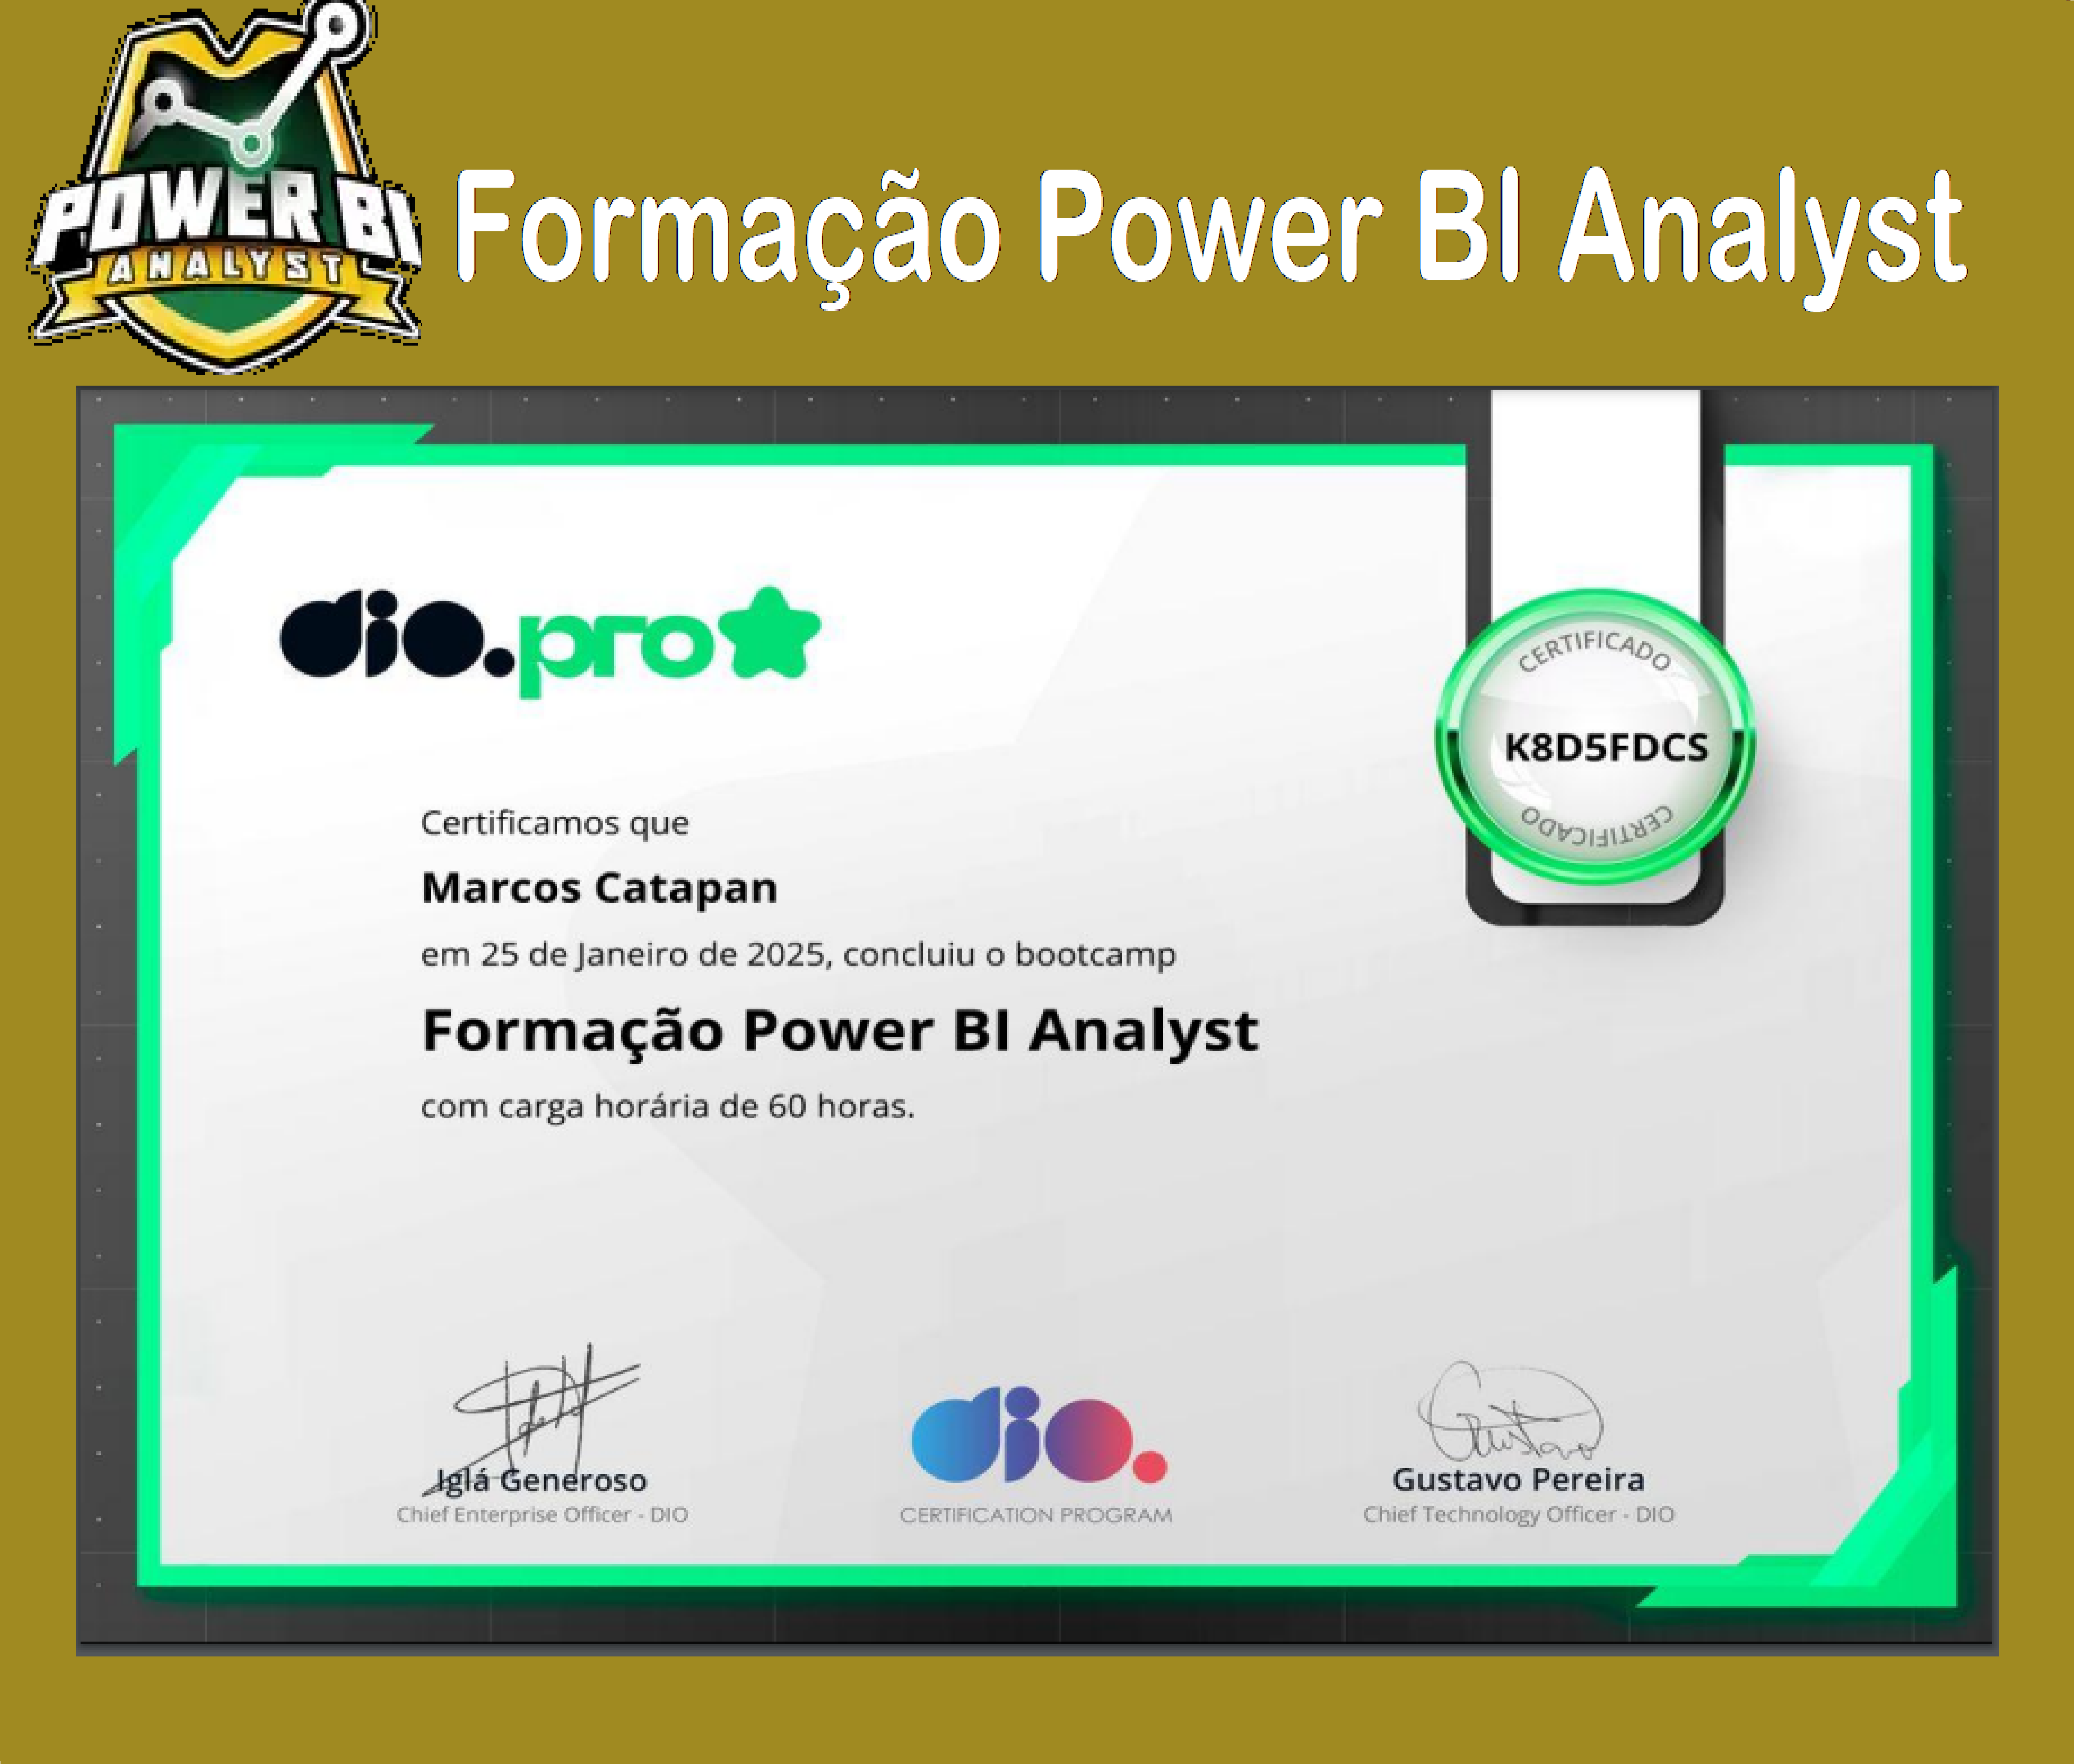 POWER BI
ANALYST
Formação Power BI Analyst
dio.pro
CERTIFICADO
K8D5FDCS
CERTIFICADO
Certificamos que
Marcos Catapan
em 25 de Janeiro de 2025, concluiu o bootcamp
Formação Power BI Analyst
com carga horária de 60 horas.
Iglá Generoso
Chief Enterprise Officer - DIO
dio.
CERTIFICATION PROGRAM
Gustavo
Gustavo Pereira
Chief Technology Officer - DIO